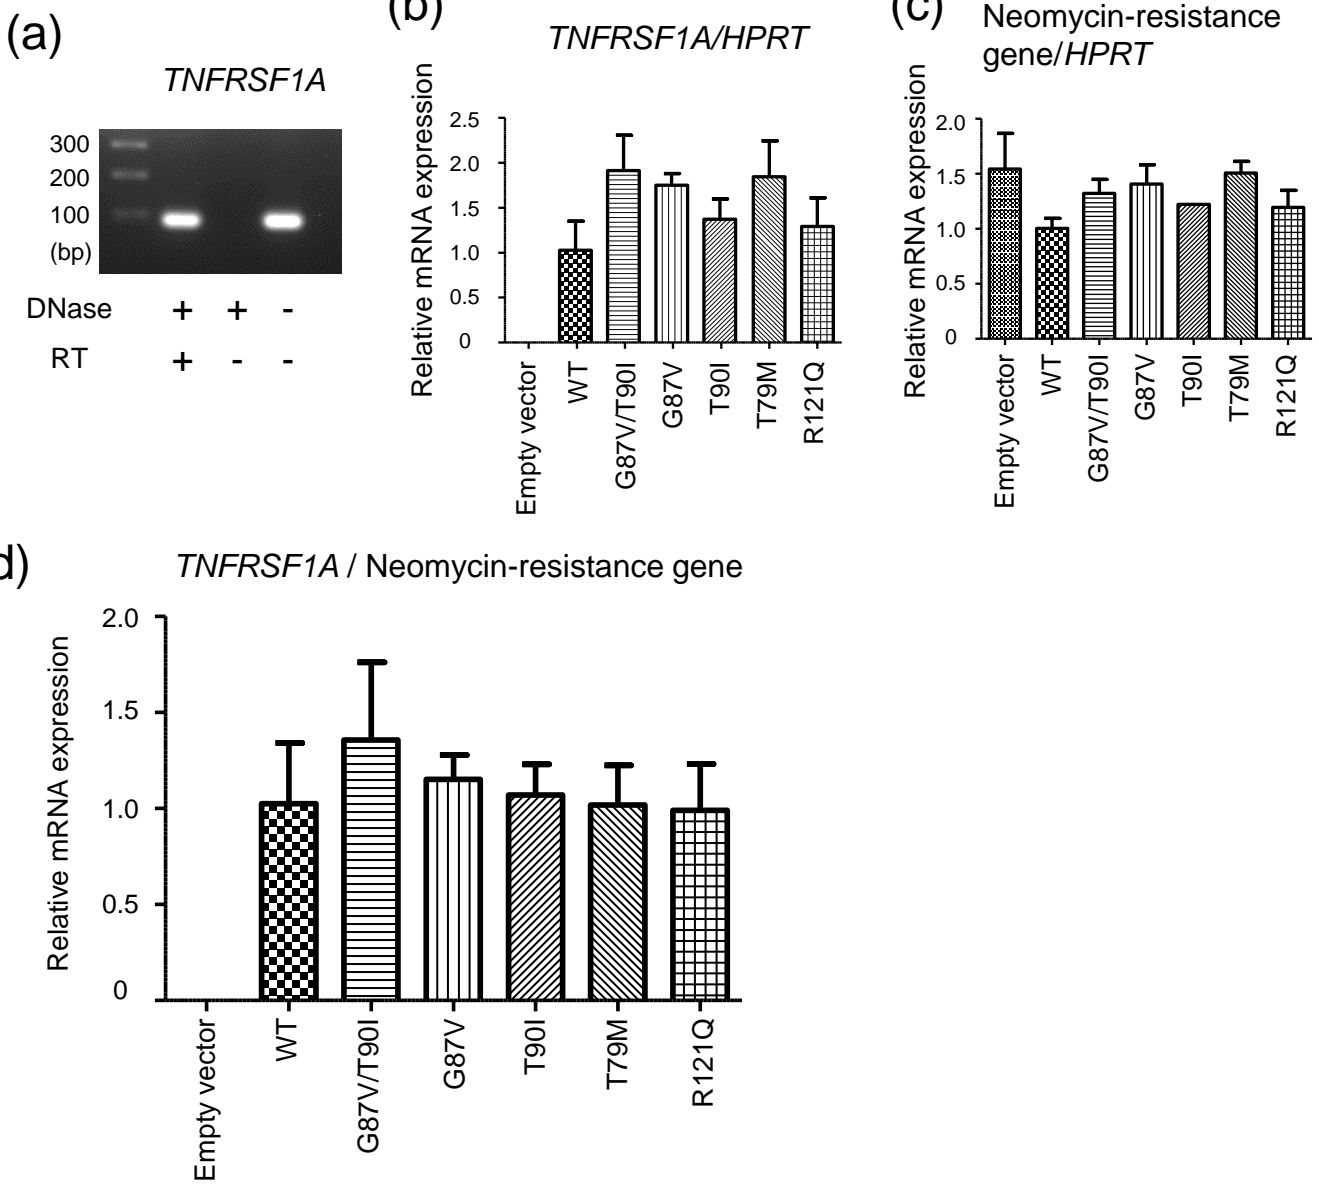 (a)
TNFRSF1A
300
200
100
(bp)
DNase + + -
RT + - -
(b)
TNFRSF1A/HPRT
Relative mRNA expression
2.5
2.0
1.5
1.0
0.5
0
Empty vector
WT
G87V/T90I
G87V
T90I
T79M
R121Q
(c)
Neomycin-resistance
gene/HPRT
Relative mRNA expression
2.0
1.5
1.0
0.5
0
Empty vector
WT
G87V/T90I
G87V
T90I
T79M
R121Q
d)
TNFRSF1A / Neomycin-resistance gene
Relative mRNA expression
2.0
1.5
1.0
0.5
0
Empty vector
WT
G87V/T90I
G87V
T90I
T79M
R121Q